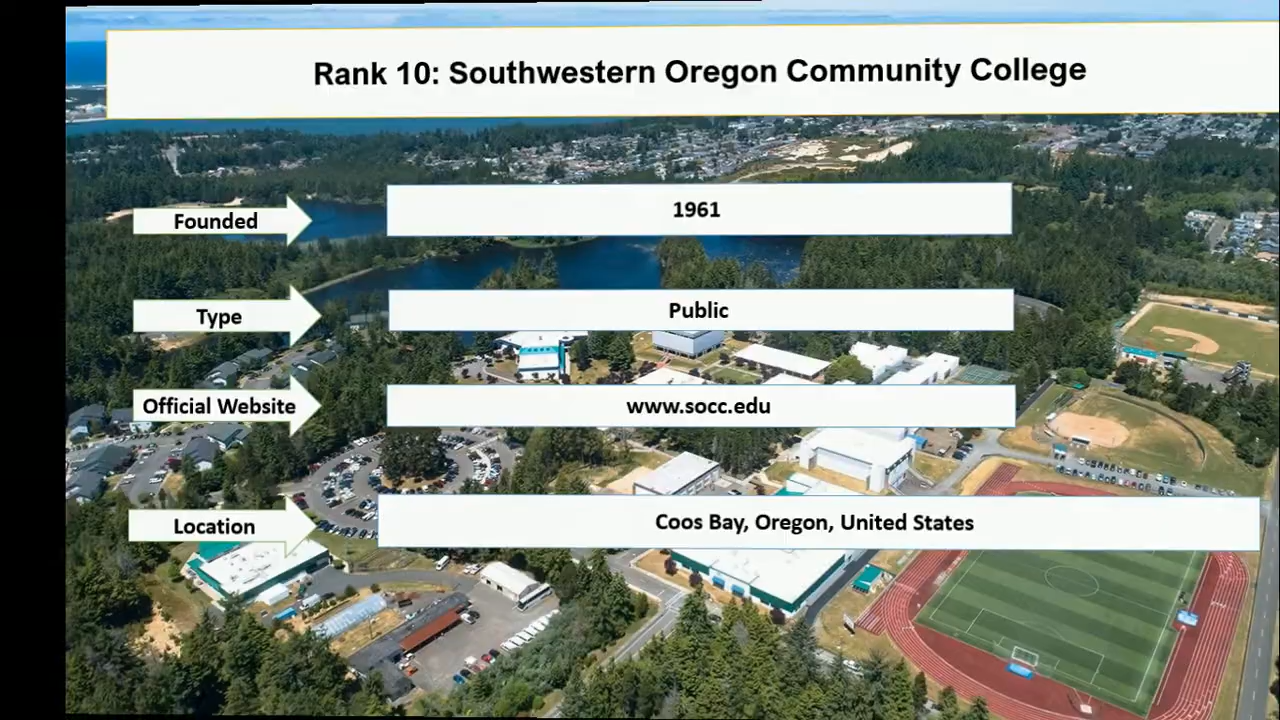 Rank 10: Southwestern Oregon Community College
Founded
1961
Type
Public
Official Website
www.socc.edu
Location
Coos Bay, Oregon, United States